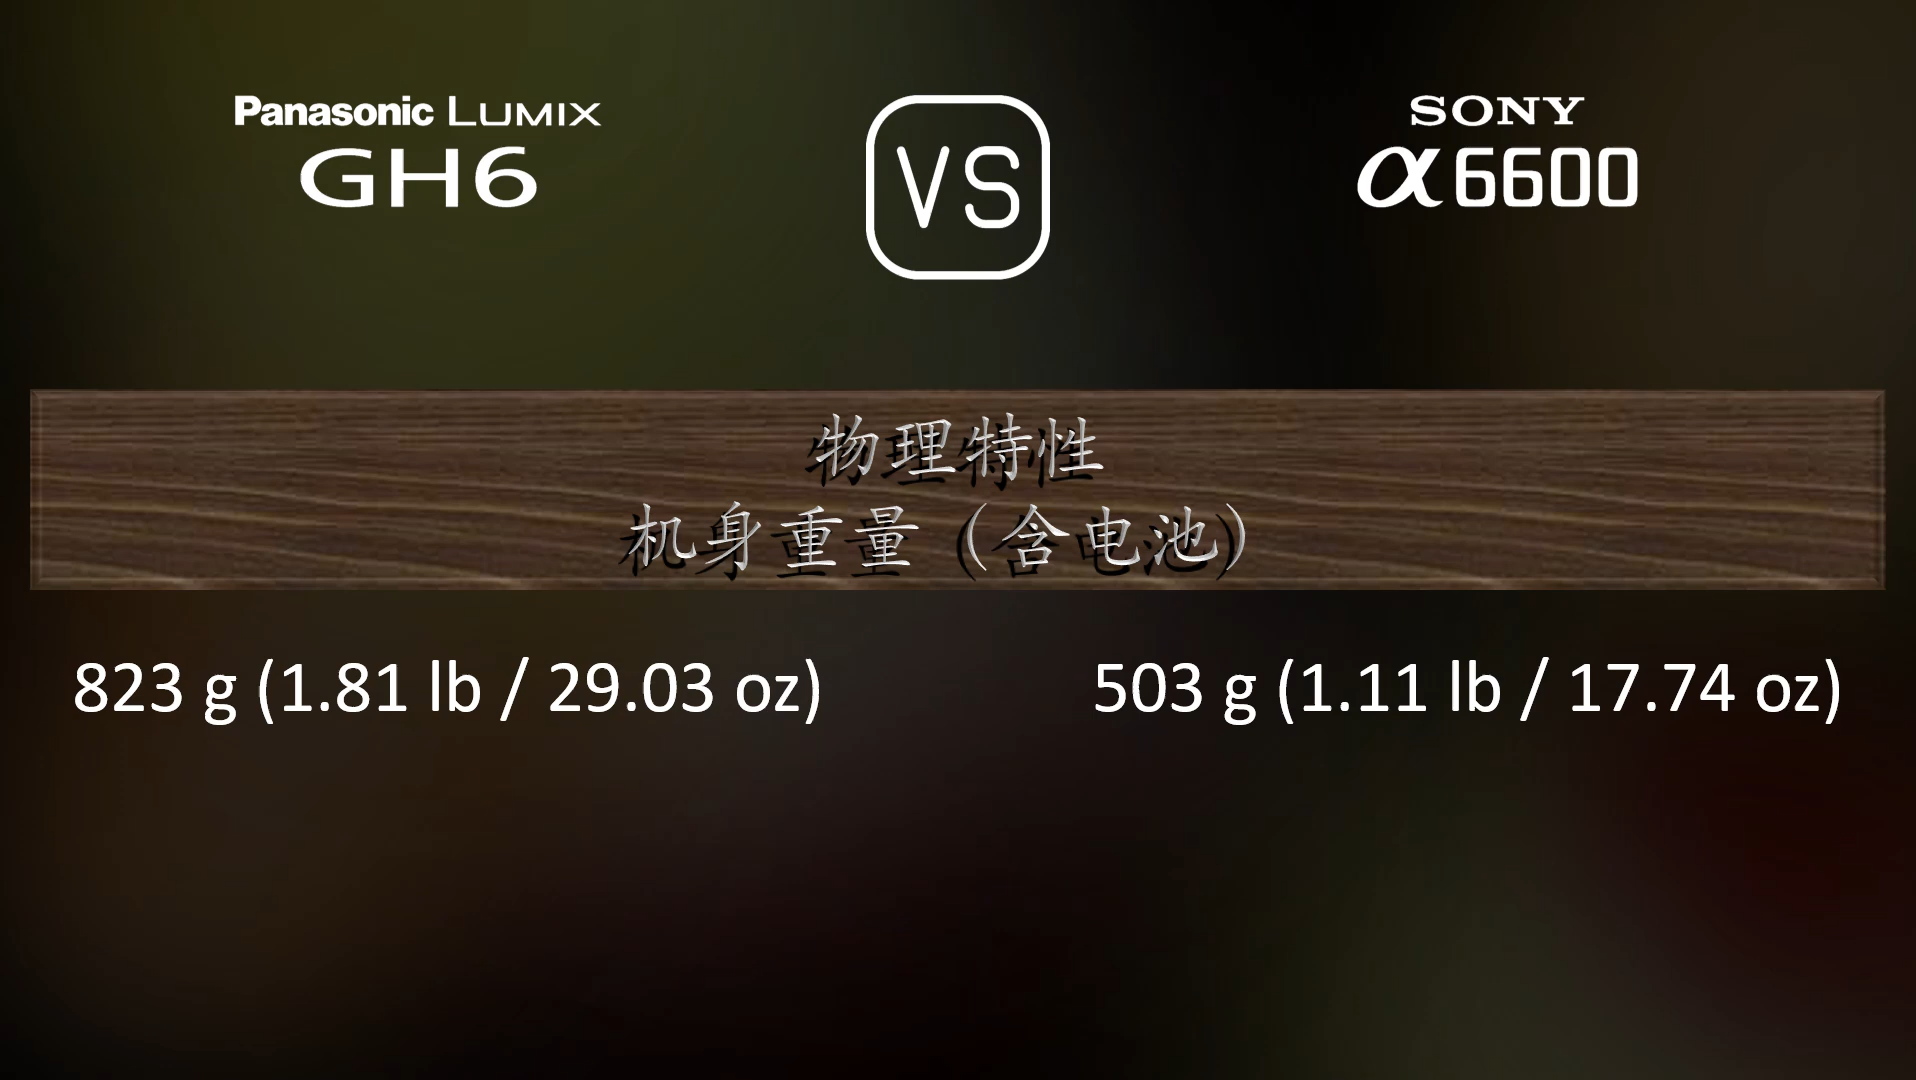 Panasonic LUMIX
GH6
VS
SONY
α6600
物理特性
机身重量（含电池）
823 g (1.81 lb / 29.03 oz)
503 g (1.11 lb / 17.74 oz)